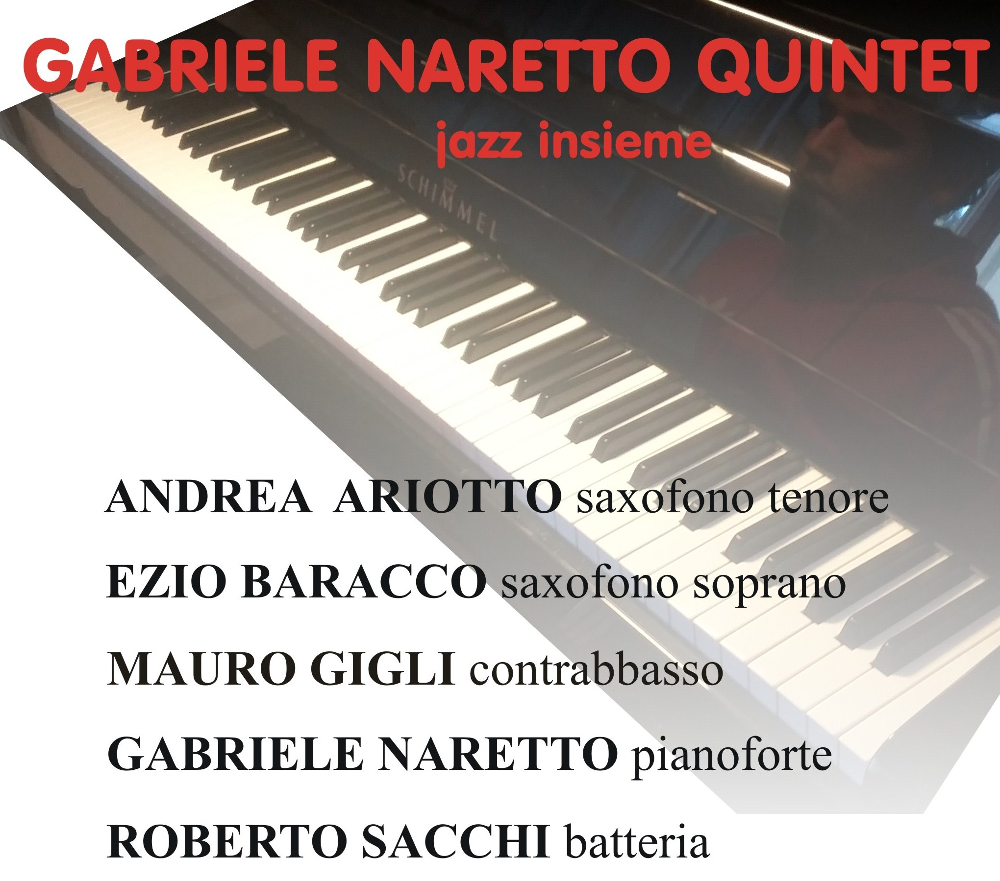 GABRIELE NARETTO QUINTET
jazz insieme
SCHIMMEL
ANDREA ARIOTTO saxofono tenore
EZIO BARACCO saxofono soprano
MAURO GIGLI contrabbasso
GABRIELE NARETTO pianoforte
ROBERTO SACCHI batteria